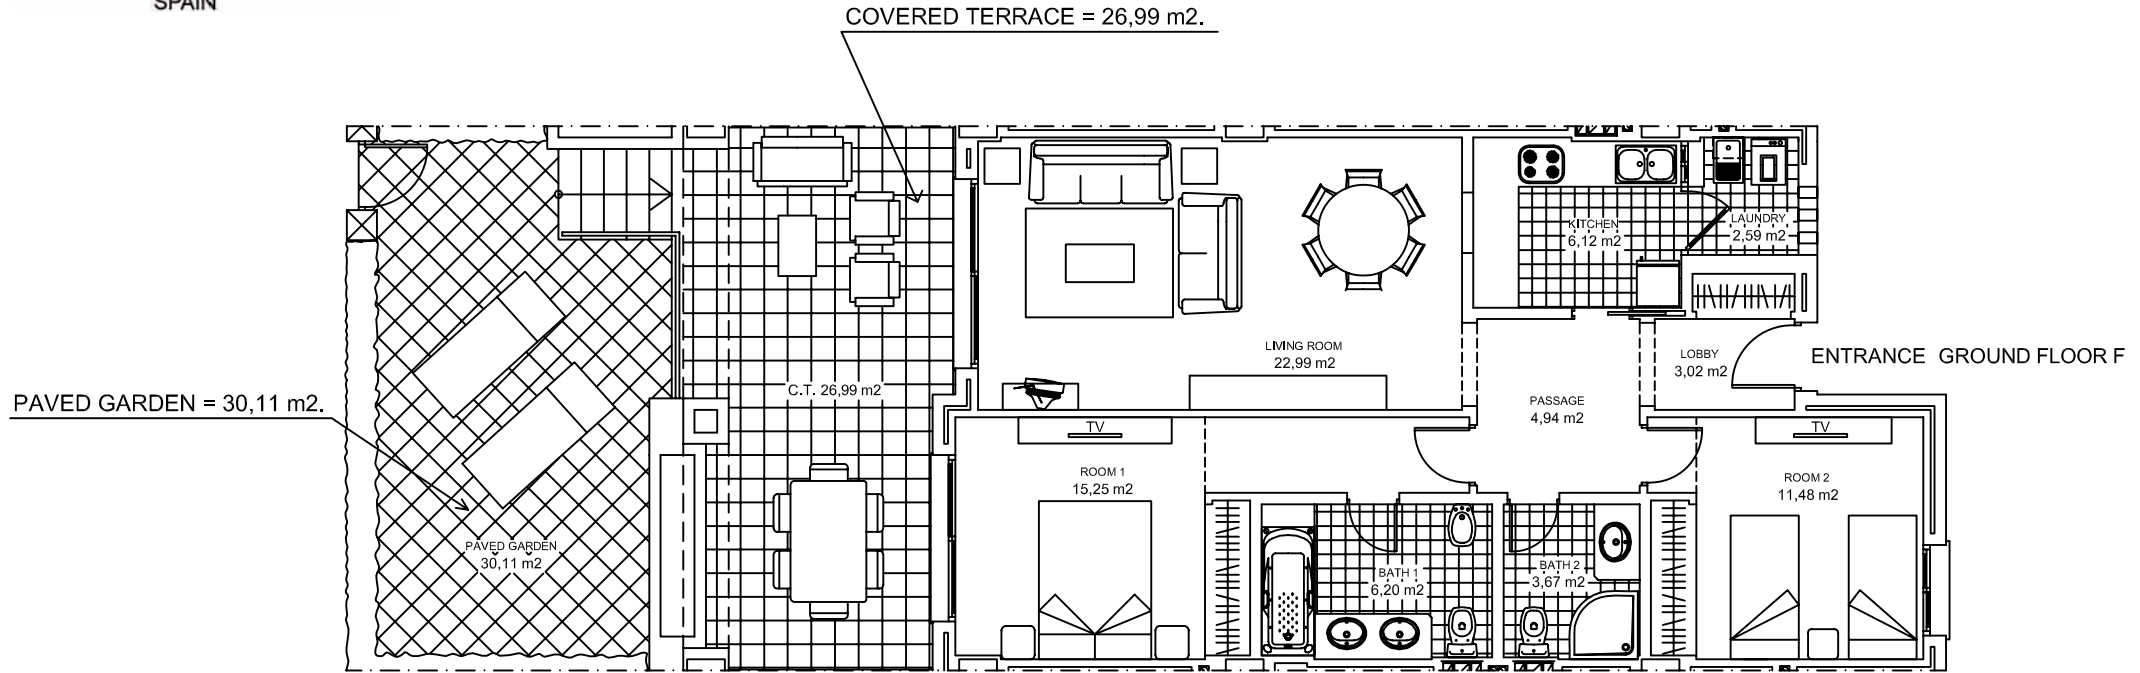 SPAIN
COVERED TERRACE = 26,99 m2.
KITCHEN
6,12 m2
LAUNDRY
2,59 m2
LIVING ROOM
22,99 m2
LOBBY
3,02 m2
ENTRANCE GROUND FLOOR F
C.T. 26,99 m2
PAVED GARDEN = 30,11 m2.
PASSAGE
4,94 m2
TV
TV
ROOM 1
15,25 m2
ROOM 2
11,48 m2
PAVED GARDEN
30,11 m2
BATH 1
6,20 m2
BATH 2
3,67 m2